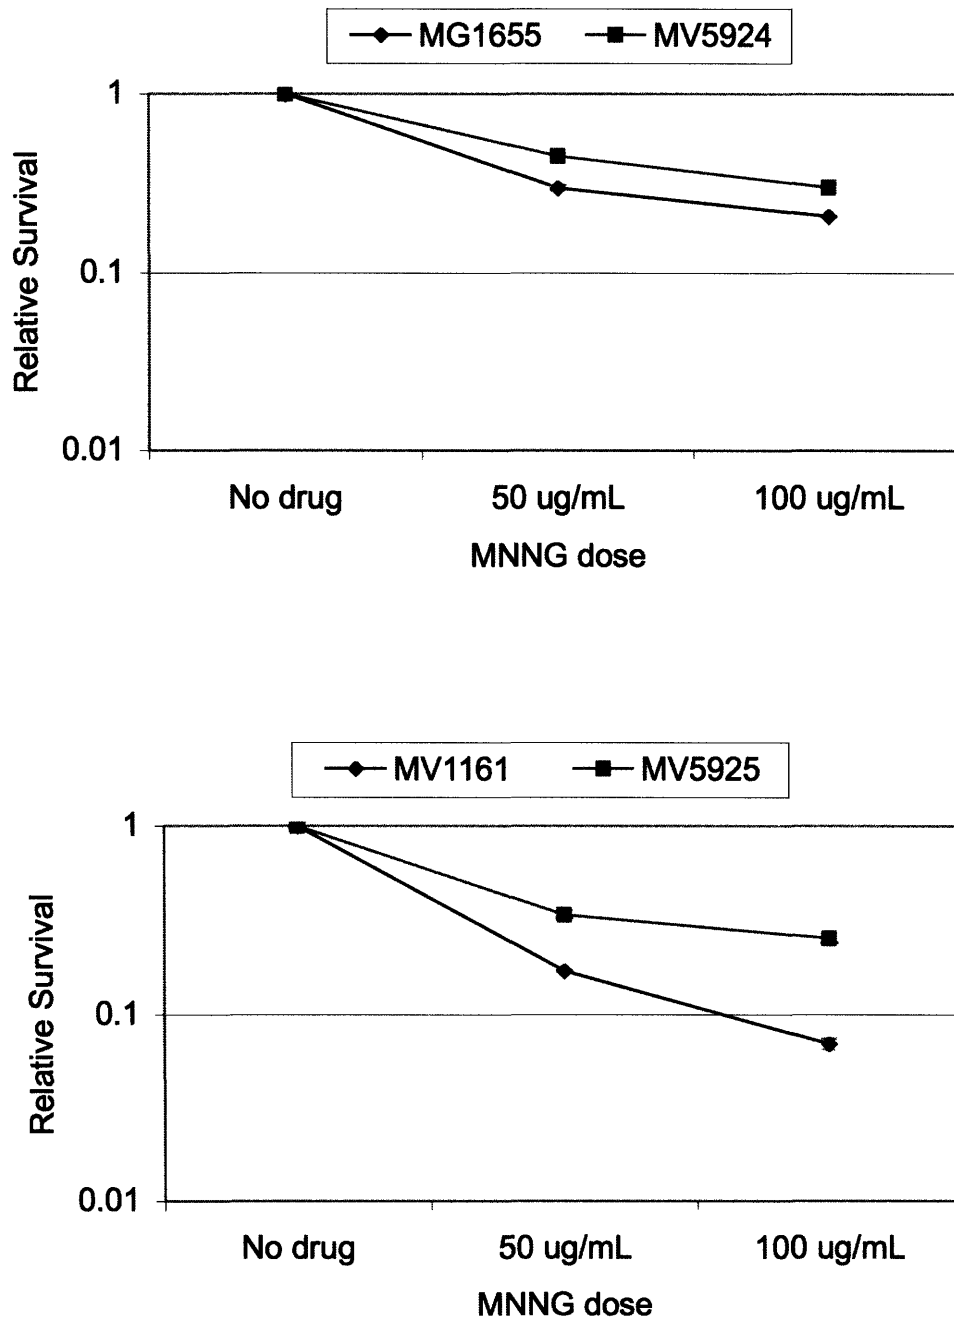 MG1655 MV5924
1
0.1
0.01
Relative Survival
No drug 50 ug/mL 100 ug/mL
MNNG dose
MV1161 MV5925
1
0.1
0.01
Relative Survival
No drug 50 ug/mL 100 ug/mL
MNNG dose